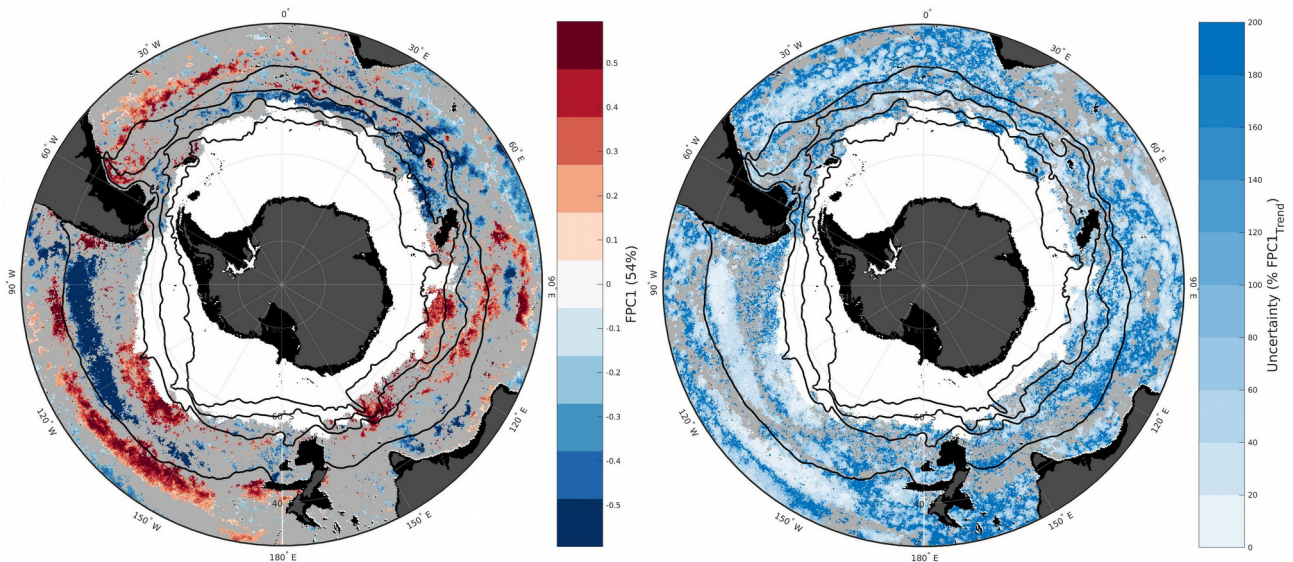 0°
30° E
60° E
90° E
120° E
150° E
180° E
150° W
120° W
90° W
60° W
30° W
60° S
40
0.5
0.4
0.3
0.2
0.1
0
-0.1
-0.2
-0.3
-0.4
-0.5
FPC1 (54%)
0°
30° E
60° E
90° E
120° E
150° E
180° E
150° W
120° W
90° W
60° W
30° W
200
180
160
140
120
100
80
60
40
20
0
Uncertainty (% FPC1Trend)